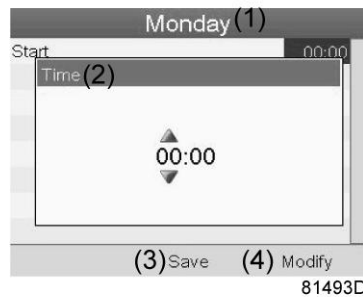 Monday (1)
Start 00:00
Time (2)
00:00
(3) Save (4) Modify
81493D